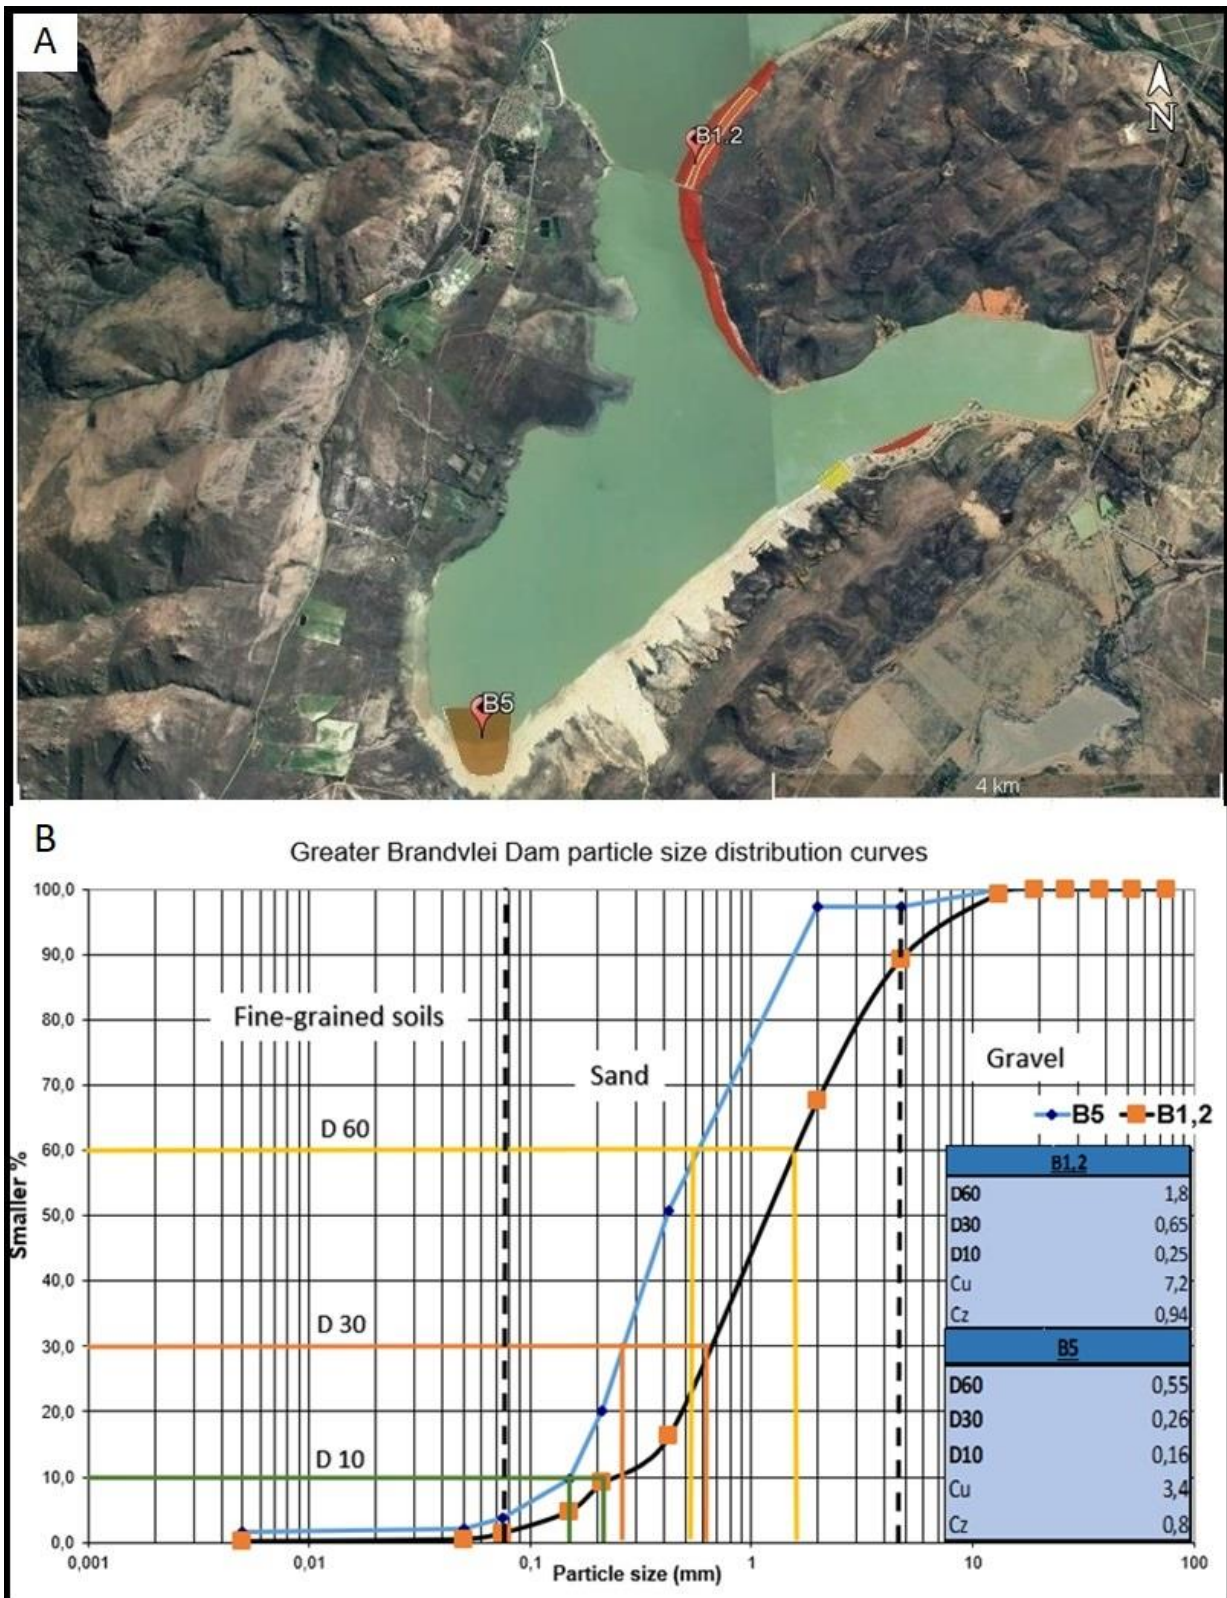 A
N
B1.2
B5
4 km
B
Greater Brandvlei Dam particle size distribution curves
100,0
90,0
80,0
70,0
60,0
50,0
40,0
30,0
20,0
10,0
0,0
Smaller %
Fine-grained soils
Sand
Gravel
D 60
D 30
D 10
B5 B1,2
B1,2
D60 1,8
D30 0,65
D10 0,25
Cu 7,2
Cz 0,94
B5
D60 0,55
D30 0,26
D10 0,16
Cu 3,4
Cz 0,8
0,001 0,01 0,1 1 10 100
Particle size (mm)